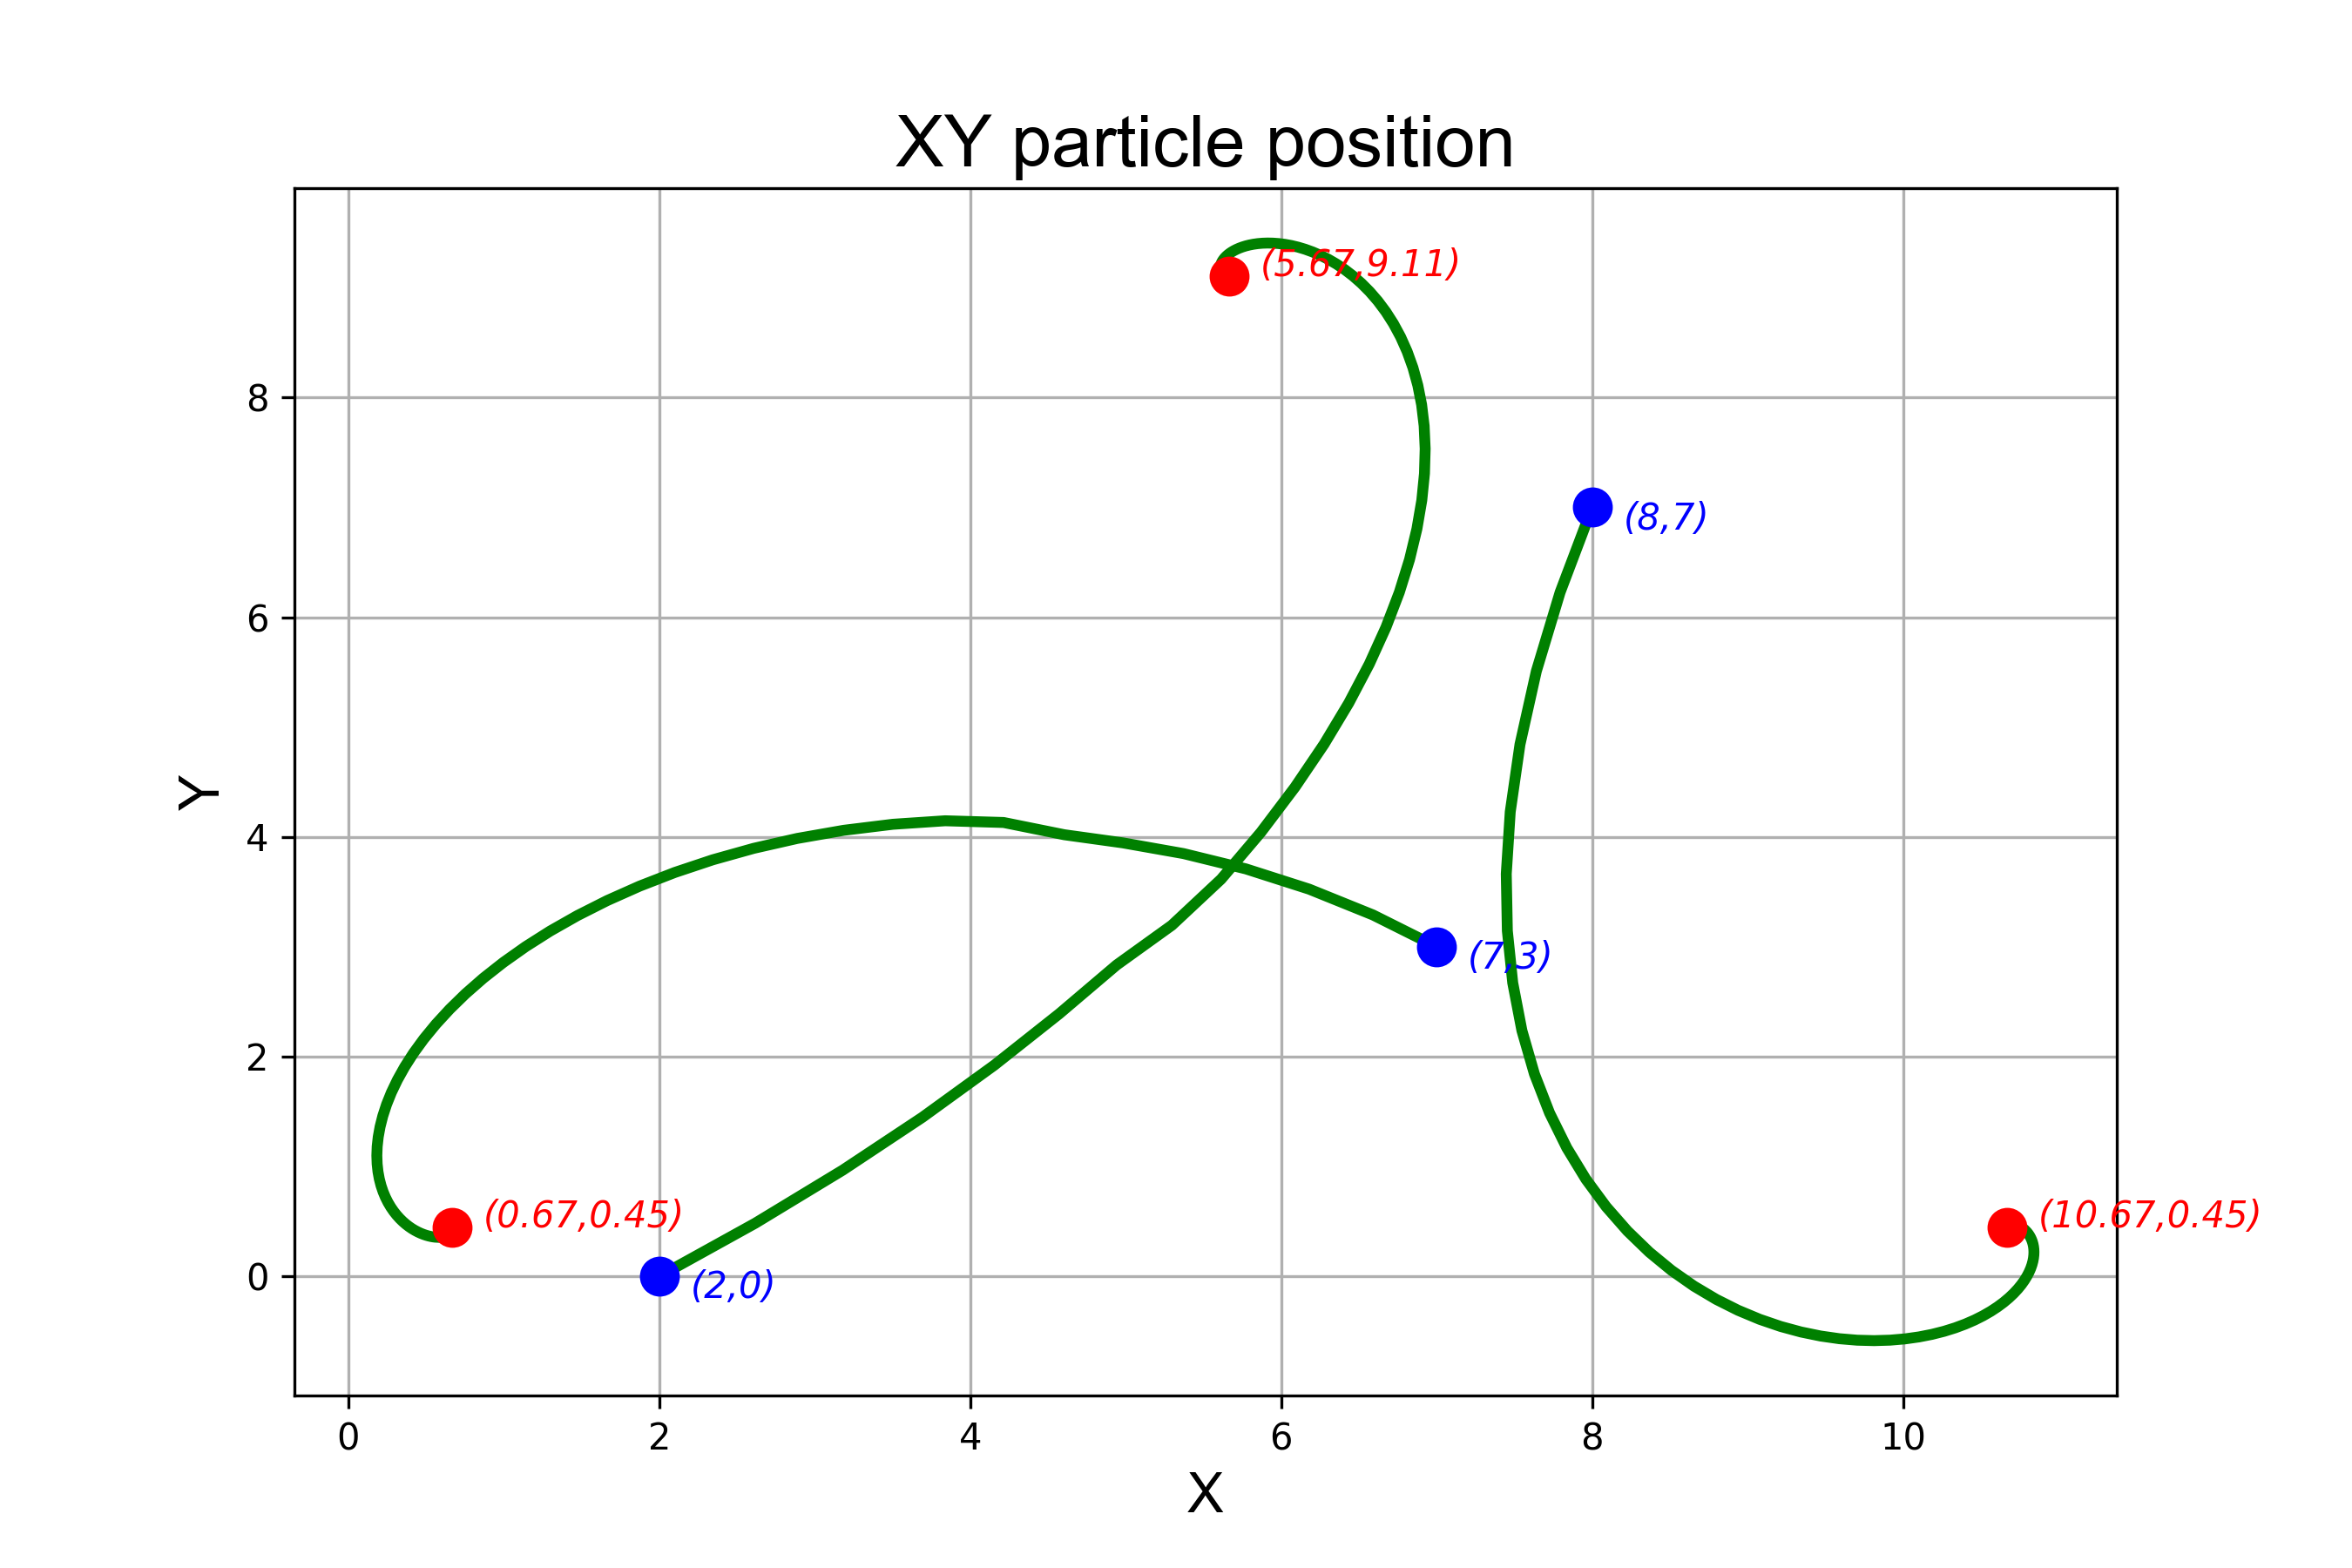 XY particle position
(5.67,9.11)
8
(8,7)
6
Y
4
(7,3)
2
(0.67,0.45)
(10.67,0.45)
0
(2,0)
0 2 4 6 8 10
X